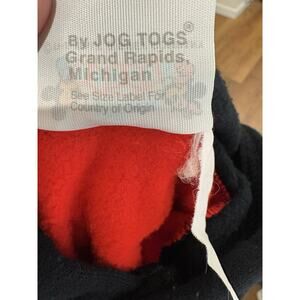 By JOG TOGS®
Grand Rapids,
Michigan
See Size Label For
Country of Origin